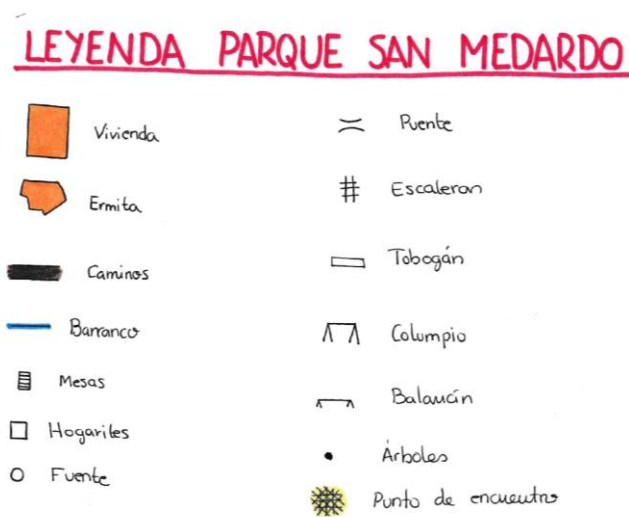 LEYENDA PARQUE SAN MEDARDO
Vivienda
Ermita
Caminos
Barranco
Mesas
Hogariles
Fuente
Puente
Escaleron
Tobogán
Columpio
Balancín
Árboles
Punto de encuentro